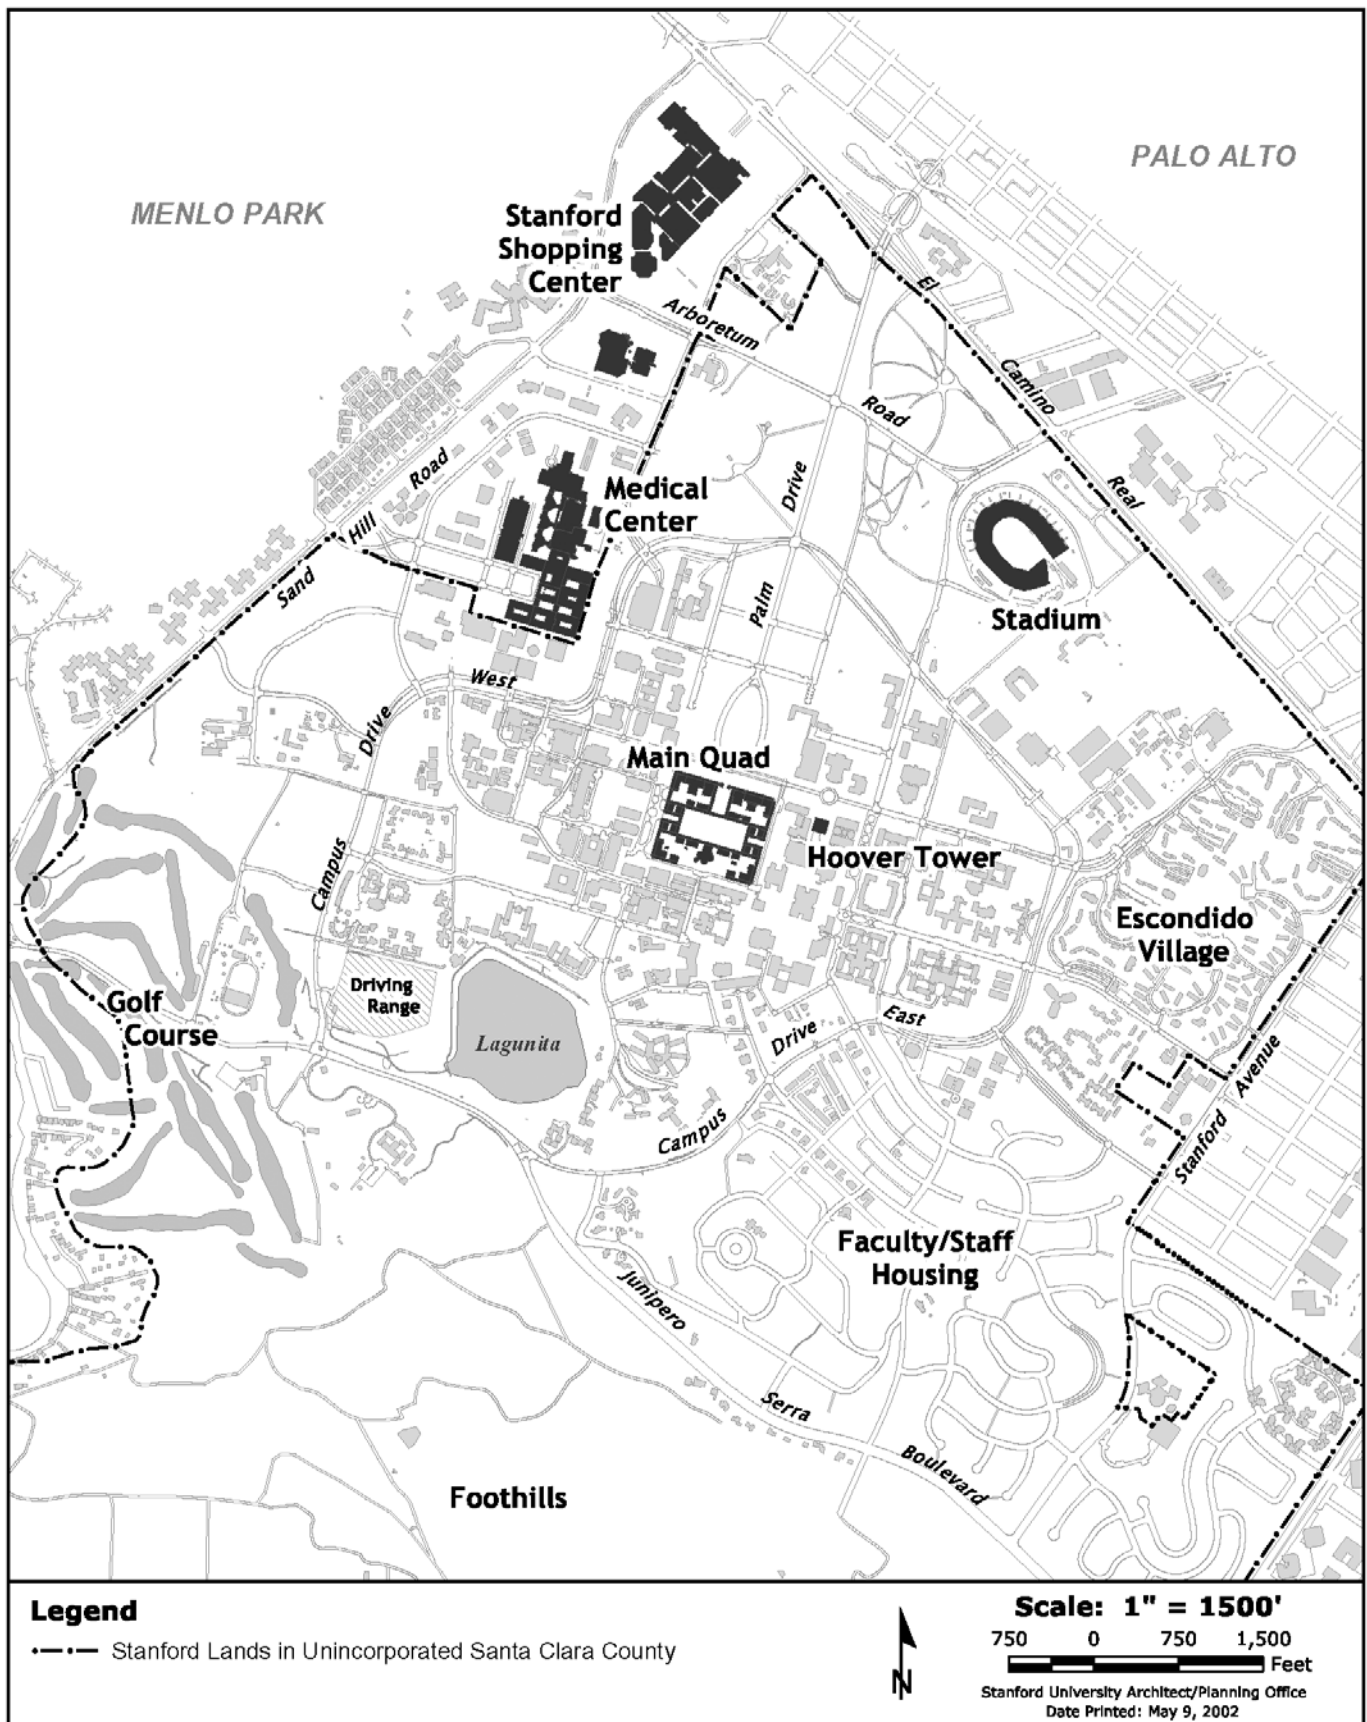 PALO ALTO
MENLO PARK
Stanford
Shopping
Center
El
Camino
Real
Arboretum
Road
Road
Hill
Sand
Medical
Center
Drive
Palm
Stadium
West
Drive
Campus
Main Quad
Hoover Tower
Escondido
Village
Driving
Range
Golf
Course
Lagunita
East
Drive
Campus
Avenue
Stanford
Faculty/Staff
Housing
Junipero
Serra
Boulevard
Foothills
Legend
Stanford Lands in Unincorporated Santa Clara County
N
Scale: 1" = 1500'
750 0 750 1,500
Feet
Stanford University Architect/Planning Office
Date Printed: May 9, 2002